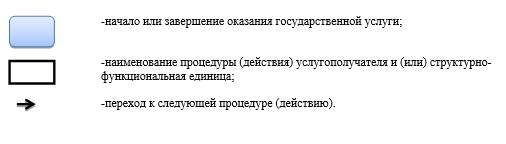 -начало или завершение оказания государственной услуги;
-наименование процедуры (действия) услугополучателя и (или) структурно-
функциональная единица;
-переход к следующей процедуре (действию).